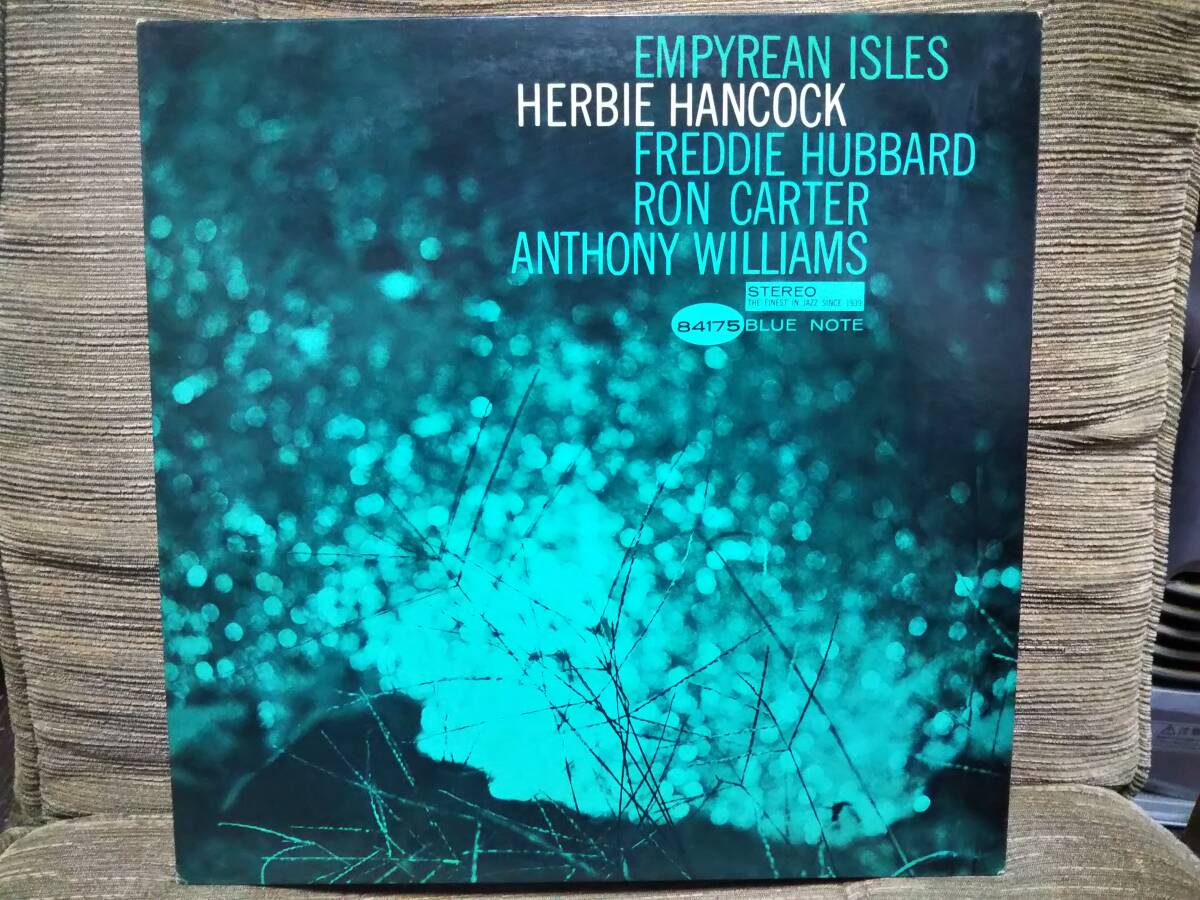 EMPYREAN ISLES
HERBIE HANCOCK
FREDDIE HUBBARD
RON CARTER
ANTHONY WILLIAMS
STEREO
THE FINEST IN JAZZ SINCE 1939
84175 BLUE NOTE